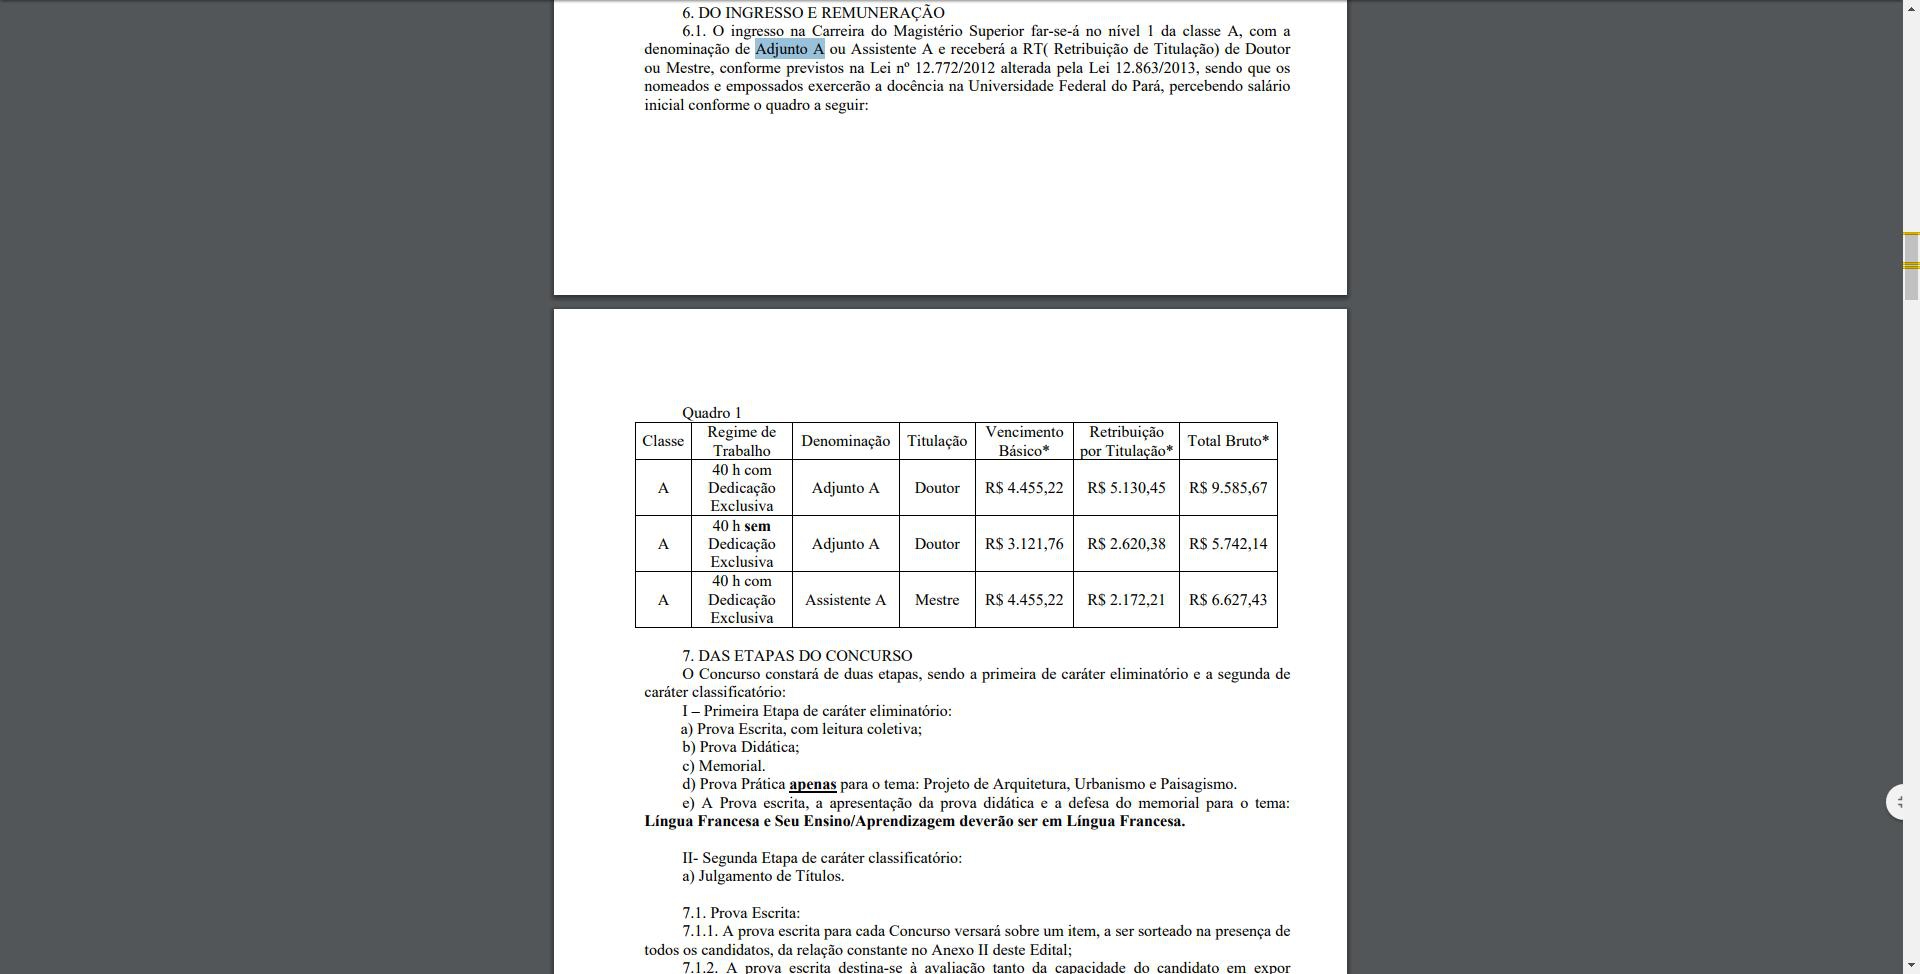 6. DO INGRESSO E REMUNERAÇÃO
6.1. O ingresso na Carreira do Magistério Superior far-se-á no nível 1 da classe A, com a
denominação de Adjunto A ou Assistente A e receberá a RT( Retribuição de Titulação) de Doutor
ou Mestre, conforme previstos na Lei nº 12.772/2012 alterada pela Lei 12.863/2013, sendo que os
nomeados e empossados exercerão a docência na Universidade Federal do Pará, percebendo salário
inicial conforme o quadro a seguir:
Quadro 1
Classe Regime de Trabalho Denominação Titulação Vencimento Básico* Retribuição por Titulação* Total Bruto*
A 40 h com Dedicação Exclusiva Adjunto A Doutor R$ 4.455,22 R$ 5.130,45 R$ 9.585,67
A 40 h sem Dedicação Exclusiva Adjunto A Doutor R$ 3.121,76 R$ 2.620,38 R$ 5.742,14
A 40 h com Dedicação Exclusiva Assistente A Mestre R$ 4.455,22 R$ 2.172,21 R$ 6.627,43
7. DAS ETAPAS DO CONCURSO
O Concurso constará de duas etapas, sendo a primeira de caráter eliminatório e a segunda de
caráter classificatório:
I – Primeira Etapa de caráter eliminatório:
a) Prova Escrita, com leitura coletiva;
b) Prova Didática;
c) Memorial.
d) Prova Prática apenas para o tema: Projeto de Arquitetura, Urbanismo e Paisagismo.
e) A Prova escrita, a apresentação da prova didática e a defesa do memorial para o tema:
Língua Francesa e Seu Ensino/Aprendizagem deverão ser em Língua Francesa.
II- Segunda Etapa de caráter classificatório:
a) Julgamento de Títulos.
7.1. Prova Escrita:
7.1.1. A prova escrita para cada Concurso versará sobre um item, a ser sorteado na presença de
todos os candidatos, da relação constante no Anexo II deste Edital;
7.1.2. A prova escrita destina-se à avaliação tanto da capacidade do candidato em expor